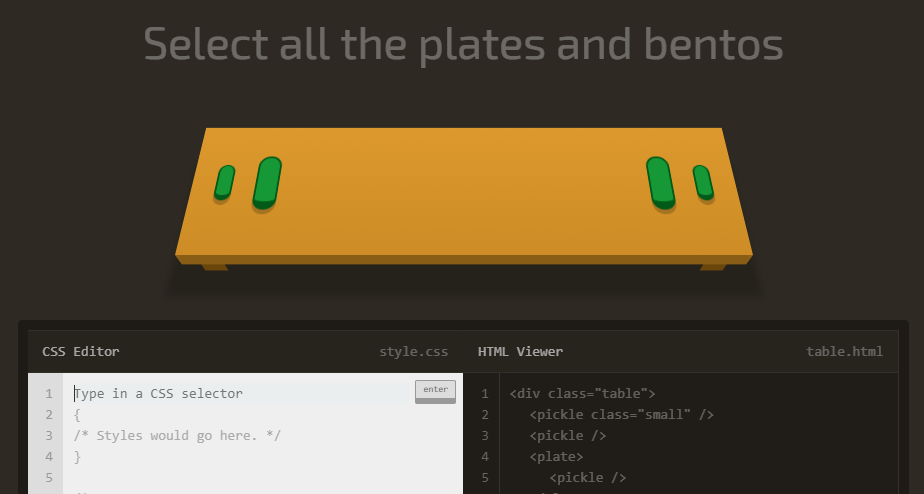 Select all the plates and bentos
CSS Editor
style.css
1 Type in a CSS selector
enter
2 {
3 /* Styles would go here. */
4 }
5
HTML Viewer
table.html
1 <div class="table">
2 <pickle class="small" />
3 <pickle />
4 <plate>
5 <pickle />